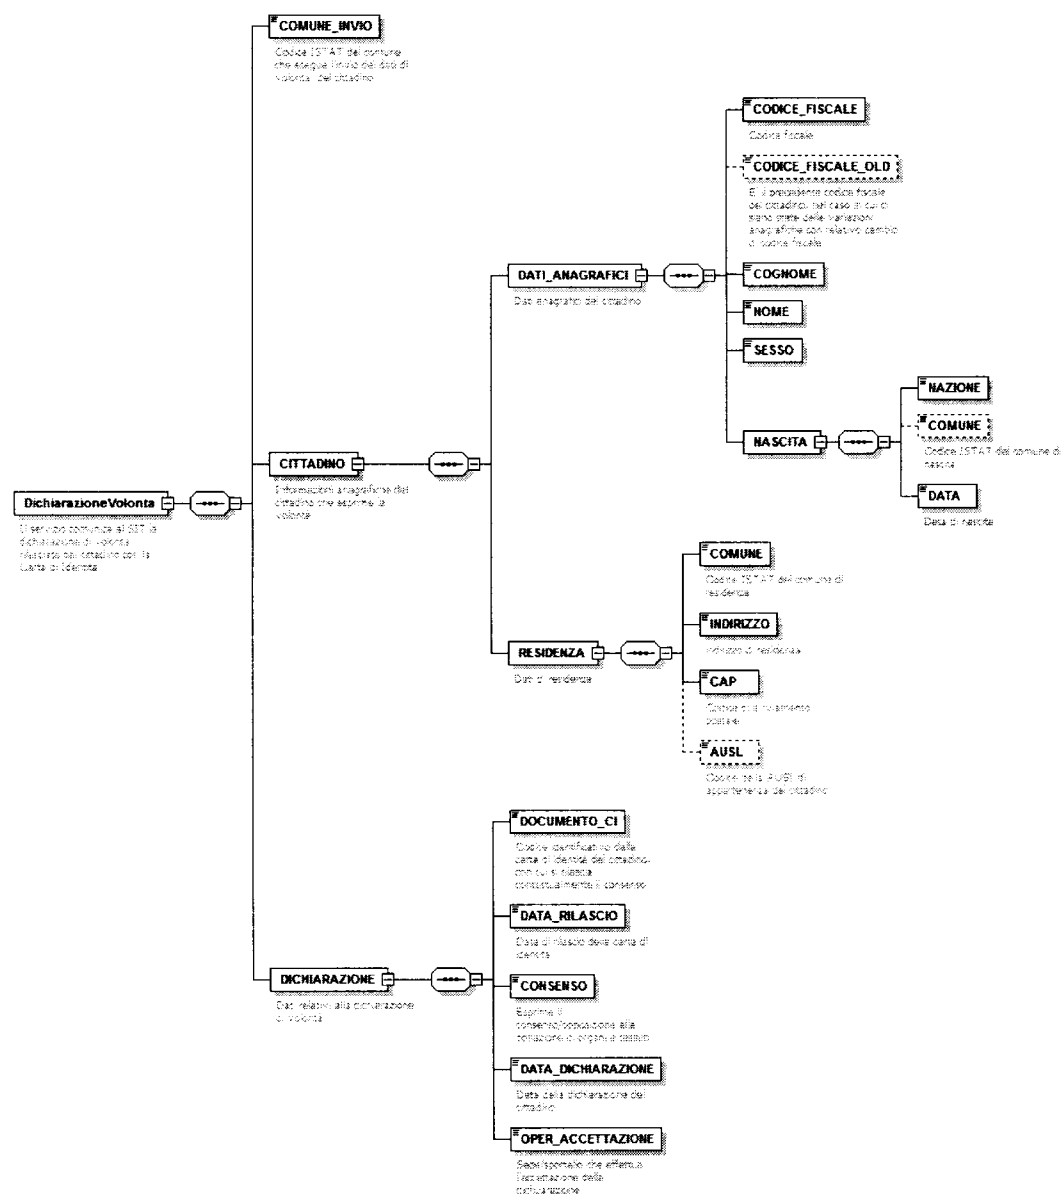 COMUNE_INVIO
Codice ISTAT del comune
che esegue l'invio dei dati di
volontà del cittadino
CODICE_FISCALE
Codice fiscale
CODICE_FISCALE_OLD
E' il precedente codice fiscale
del cittadino, nel caso in cui ci
siano state delle variazioni
anagrafiche con relativo cambio
di codice fiscale
DATI_ANAGRAFICI
Dati anagrafici del cittadino
COGNOME
NOME
SESSO
NASCITA
NAZIONE
COMUNE
Codice ISTAT del comune di
nascita
DATA
Data di nascita
CITTADINO
Informazioni anagrafiche del
cittadino che esprime la
volontà
DichiarazioneVolonta
Il servizio comunica al SIT la
dichiarazione di volontà
rilasciata dal cittadino con la
Carta di Identità
RESIDENZA
Dati di residenza
COMUNE
Codice ISTAT del comune di
residenza
INDIRIZZO
Indirizzo di residenza
CAP
Codice di avviamento
postale
AUSL
Codice della AUSL di
appartenenza del cittadino
DICHIARAZIONE
Dati relativi alla dichiarazione
di volontà
DOCUMENTO_CI
Codice identificativo della
carta di identità del cittadino,
con cui si rilascia
contestualmente il consenso
DATA_RILASCIO
Data di rilascio della carta di
identità
CONSENSO
Esprime il
consenso/opposizione alla
donazione di organi e tessuti
DATA_DICHIARAZIONE
Data della dichiarazione del
cittadino
OPER_ACCETTAZIONE
Sede/sportello che effettua
l'accettazione della
dichiarazione